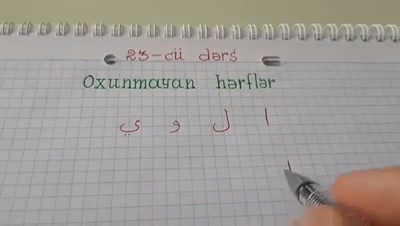 23-cü dərs
Oxunmayan hərflər
ا ل و ي